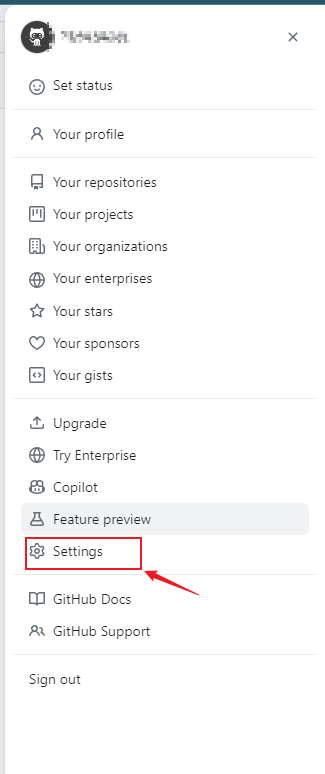 Set status
Your profile
Your repositories
Your projects
Your organizations
Your enterprises
Your stars
Your sponsors
Your gists
Upgrade
Try Enterprise
Copilot
Feature preview
Settings
GitHub Docs
GitHub Support
Sign out